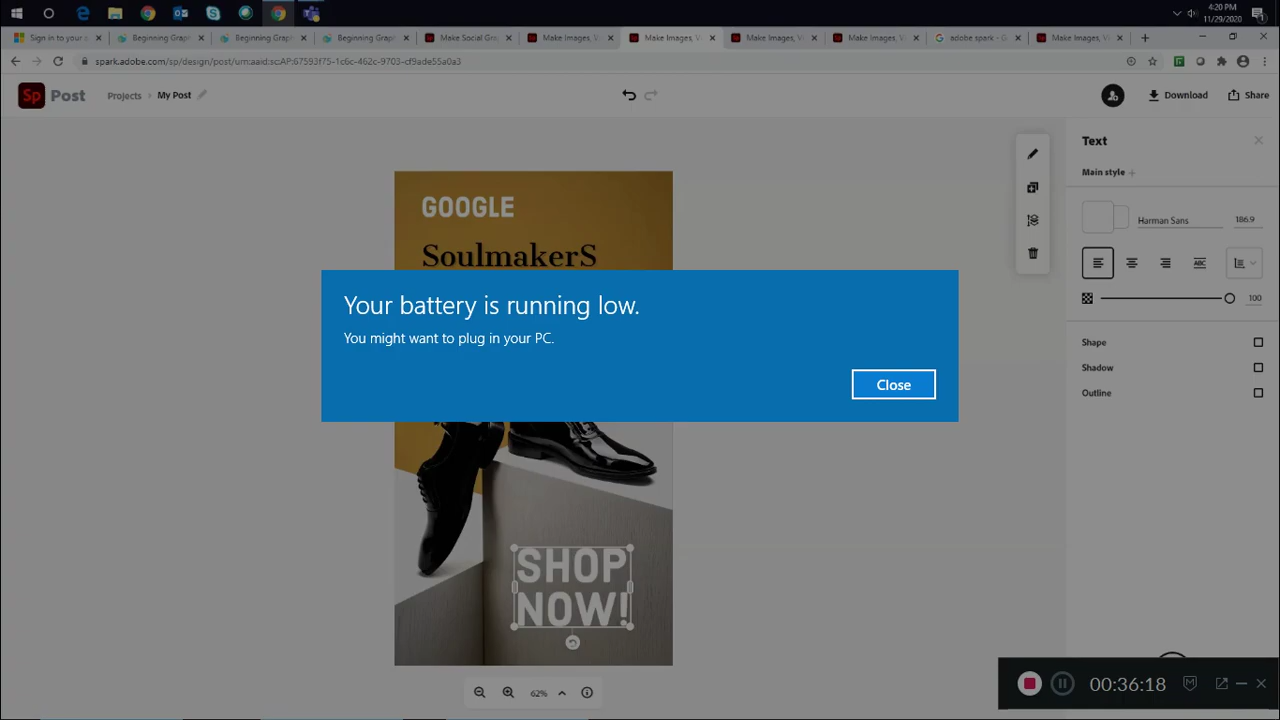 4:20 PM
11/29/2020
1
Sign in to your
Beginning Grap
Beginning Grap
Beginning Grap
Make Social Gr
Make Images, V
Make Images, V
Make Images, V
Make Images, V
adobe spark - G
Make Images, V
spark.adobe.com/sp/design/post/urn:aaid:sc:AP:67593f75-1c6c-462c-9703-cf9ade55a0a3
Sp Post
Projects > My Post
Download
Share
Text
Main style +
Harman Sans 186.9
ABC
100
Shape
Shadow
Outline
GOOGLE
SoulmakerS
Your battery is running low.
You might want to plug in your PC.
Close
SHOP
NOW!
62%
00:36:18